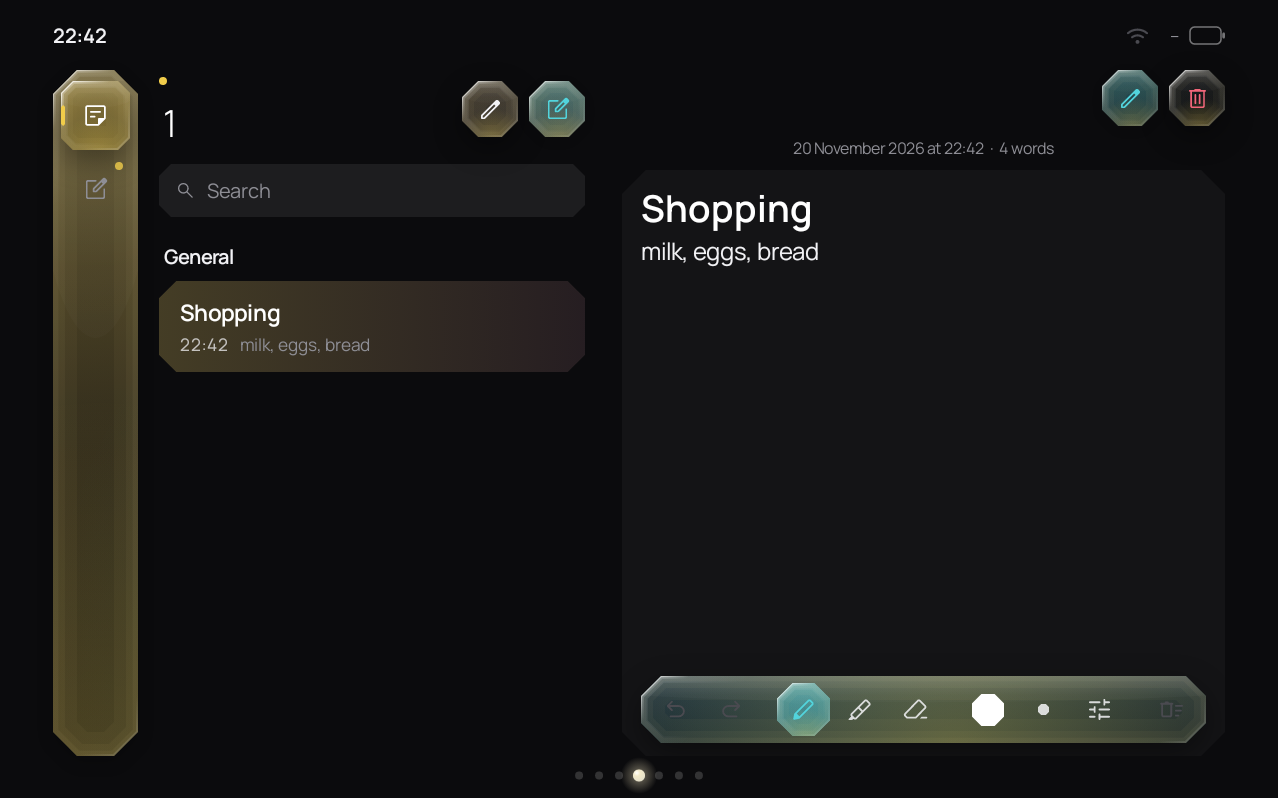 22:42
–
1
Search
General
Shopping
22:42 milk, eggs, bread
20 November 2026 at 22:42 · 4 words
Shopping
milk, eggs, bread